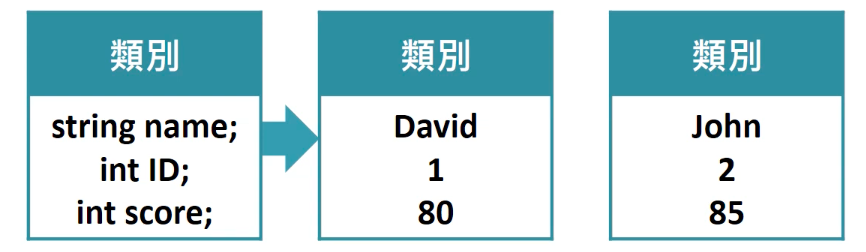 類別
string name;
int ID;
int score;
類別
David
1
80
類別
John
2
85